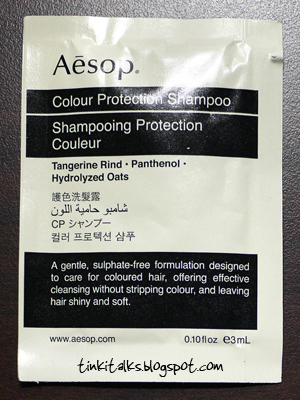 Aēsop®
Colour Protection Shampoo
Shampooing Protection
Couleur
Tangerine Rind • Panthenol •
Hydrolyzed Oats
護色洗髮露
شامبو حامية اللون
CP シャンプー
컬러 프로텍션 샴푸
A gentle, sulphate-free formulation designed
to care for coloured hair, offering effective
cleansing without stripping colour, and leaving
hair shiny and soft.
www.aesop.com 0.10fl oz ℮3mL
tinkitalks.blogspot.com